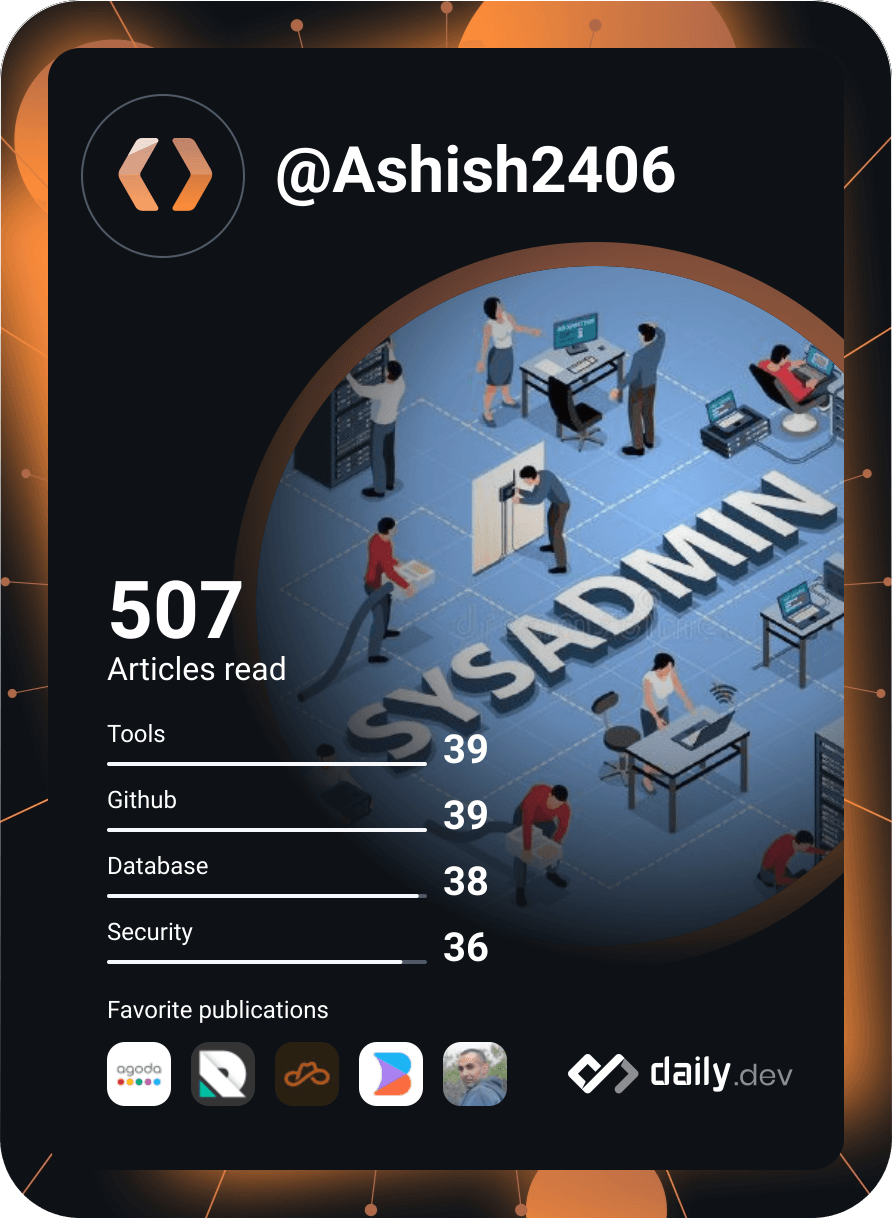 @Ashish2406
SYSADMIN
507
Articles read
Tools
39
Github
39
Database
38
Security
36
Favorite publications
agoda
daily.dev